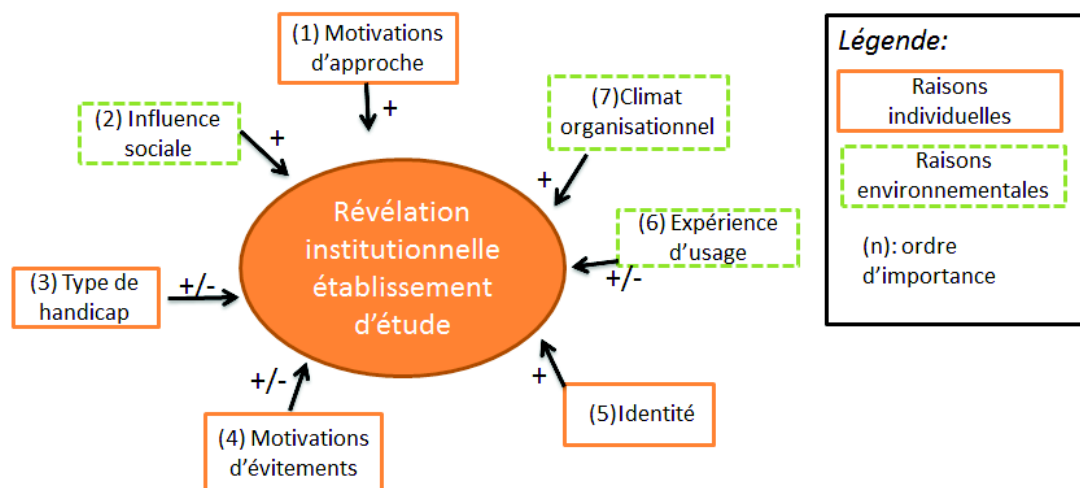 (1) Motivations
d’approche
+
(2) Influence
sociale
+
(7)Climat
organisationnel
+
Révélation
institutionnelle
établissement
d’étude
(6) Expérience
d’usage
+/-
(3) Type de
handicap
+/-
+/-
(4) Motivations
d’évitements
+
(5)Identité
Légende:
Raisons
individuelles
Raisons
environnementales
(n): ordre
d’importance